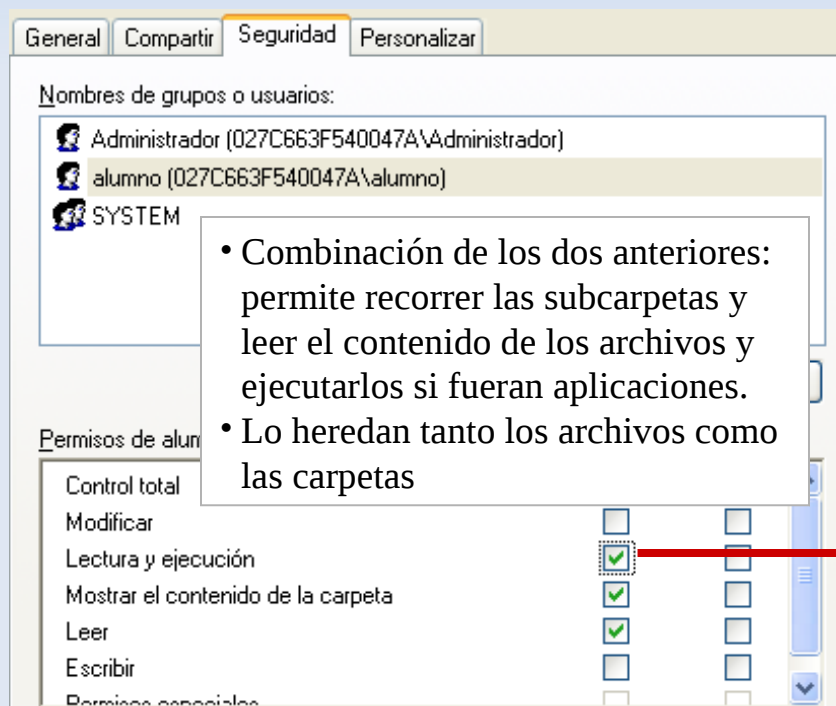 General Compartir Seguridad Personalizar
Nombres de grupos o usuarios:
Administrador (027C663F540047A\Administrador)
alumno (027C663F540047A\alumno)
SYSTEM
• Combinación de los dos anteriores:
permite recorrer las subcarpetas y
leer el contenido de los archivos y
ejecutarlos si fueran aplicaciones.
• Lo heredan tanto los archivos como
las carpetas
Permisos de alum
Control total
Modificar
Lectura y ejecución
Mostrar el contenido de la carpeta
Leer
Escribir
Permisos especiales